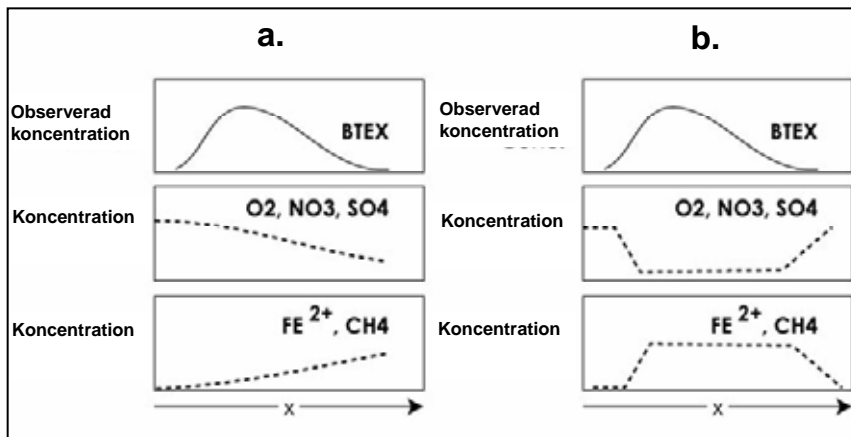 a.
Observerad
koncentration
BTEX
Koncentration
O2, NO3, SO4
Koncentration
FE 2+, CH4
x
b.
Observerad
koncentration
BTEX
Koncentration
O2, NO3, SO4
Koncentration
FE 2+, CH4
x